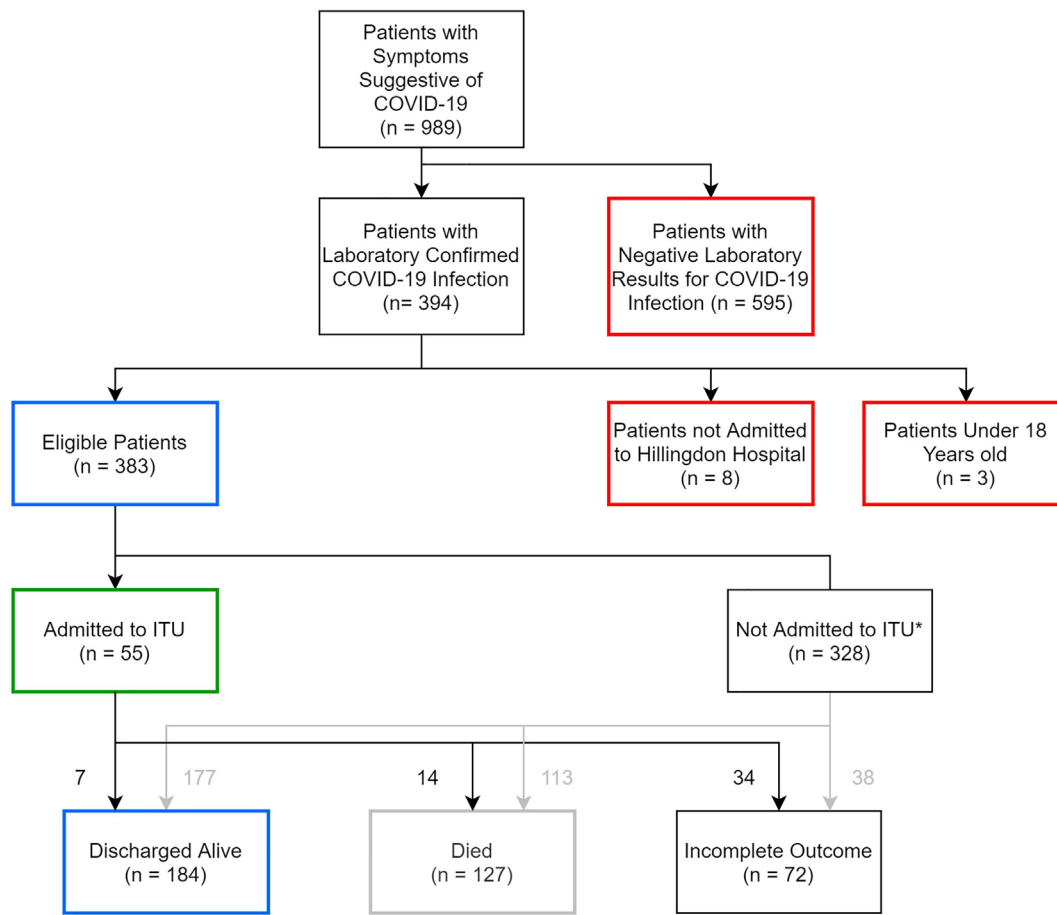 Patients with
Symptoms
Suggestive of
COVID-19
(n = 989)
Patients with
Laboratory Confirmed
COVID-19 Infection
(n= 394)
Patients with
Negative Laboratory
Results for COVID-19
Infection (n = 595)
Eligible Patients
(n = 383)
Patients not Admitted
to Hillingdon Hospital
(n = 8)
Patients Under 18
Years old
(n = 3)
Admitted to ITU
(n = 55)
Not Admitted to ITU*
(n = 328)
7
177
14
113
34
38
Discharged Alive
(n = 184)
Died
(n = 127)
Incomplete Outcome
(n = 72)